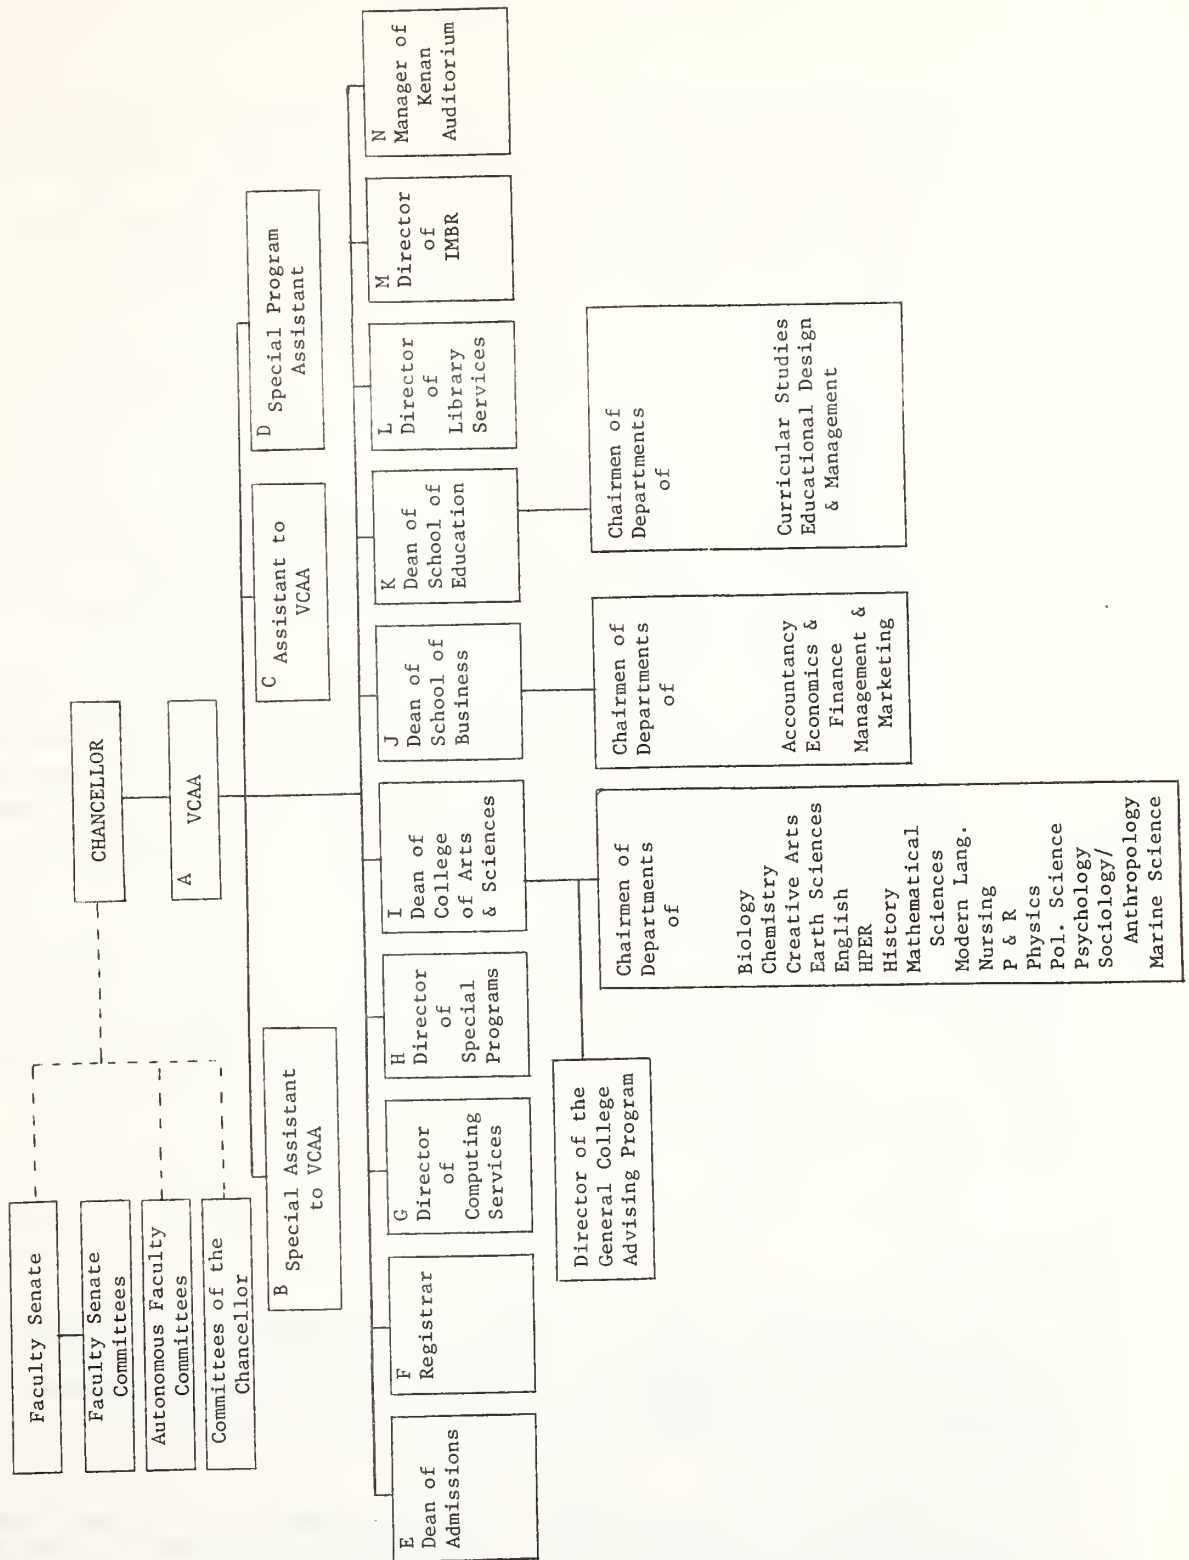 Faculty Senate
Faculty Senate
Committees
Autonomous Faculty
Committees
Committees of the
Chancellor
CHANCELLOR
A
VCAA
B
Special Assistant
to VCAA
C
Assistant to
VCAA
D
Special Program
Assistant
E
Dean of
Admissions
F
Registrar
G
Director
of
Computing
Services
H
Director
of
Special
Programs
I
Dean of
College
of Arts
& Sciences
J
Dean of
School of
Business
K
Dean of
School of
Education
L
Director
of
Library
Services
M
Director
of
IMBR
N
Manager of
Kenan
Auditorium
Director of the
General College
Advising Program
Chairmen of
Departments
of
Biology
Chemistry
Creative Arts
Earth Sciences
English
HPER
History
Mathematical
Sciences
Modern Lang.
Nursing
P & R
Physics
Pol. Science
Psychology
Sociology/
Anthropology
Marine Science
Chairmen of
Departments
of
Accountancy
Economics &
Finance
Management &
Marketing
Chairmen of
Departments
of
Curricular Studies
Educational Design
& Management